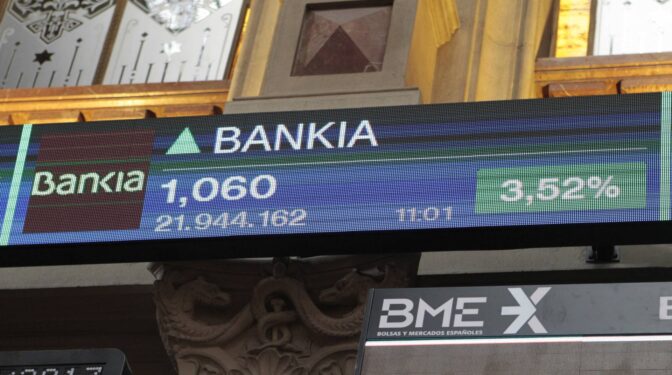 BANKIA
Bankia
1,060
3,52%
21.944.162
11:01
BME X
BOLSAS Y MERCADOS ESPAÑOLES